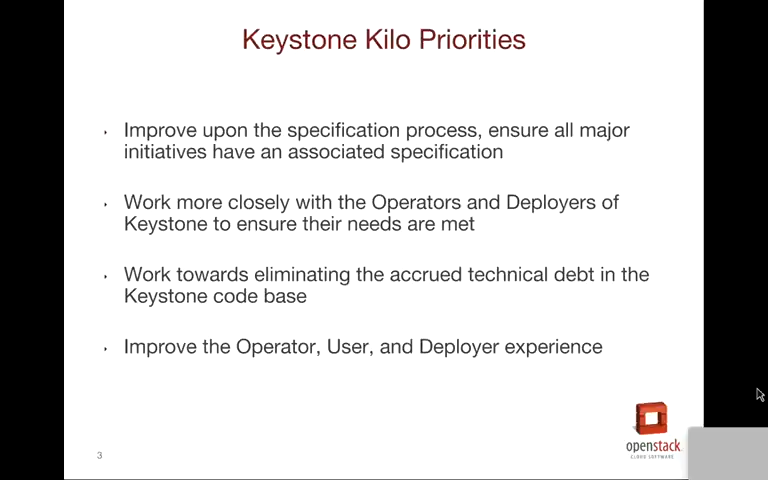 Keystone Kilo Priorities
Improve upon the specification process, ensure all major
initiatives have an associated specification
Work more closely with the Operators and Deployers of
Keystone to ensure their needs are met
Work towards eliminating the accrued technical debt in the
Keystone code base
Improve the Operator, User, and Deployer experience
openstack
CLOUD SOFTWARE
3